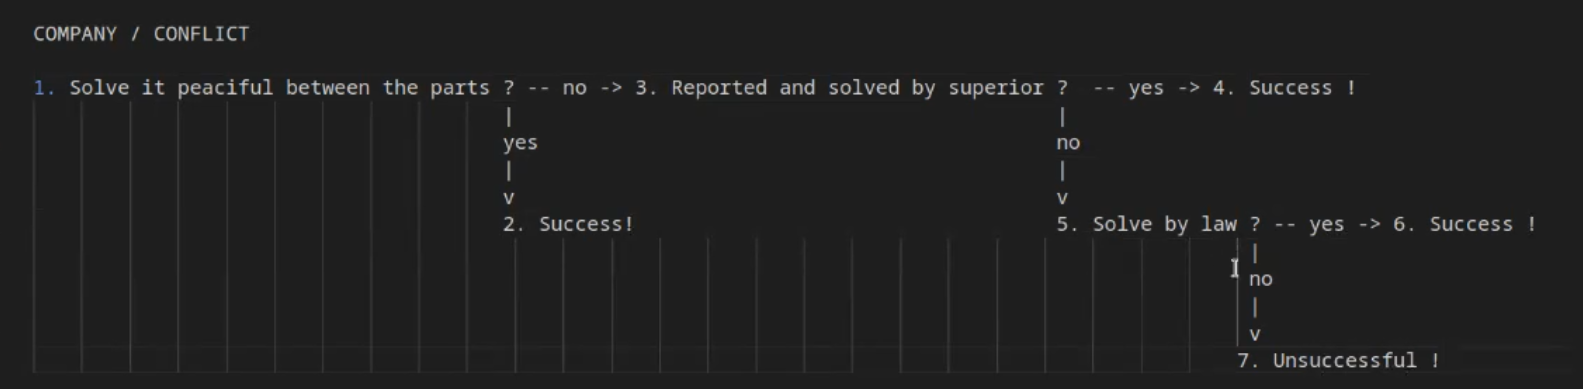 COMPANY / CONFLICT
1. Solve it peaciful between the parts ? -- no -> 3. Reported and solved by superior ?  -- yes -> 4. Success !
| |
yes no
| |
v v
2. Success! 5. Solve by law ? -- yes -> 6. Success !
|
no
|
v
7. Unsuccessful !